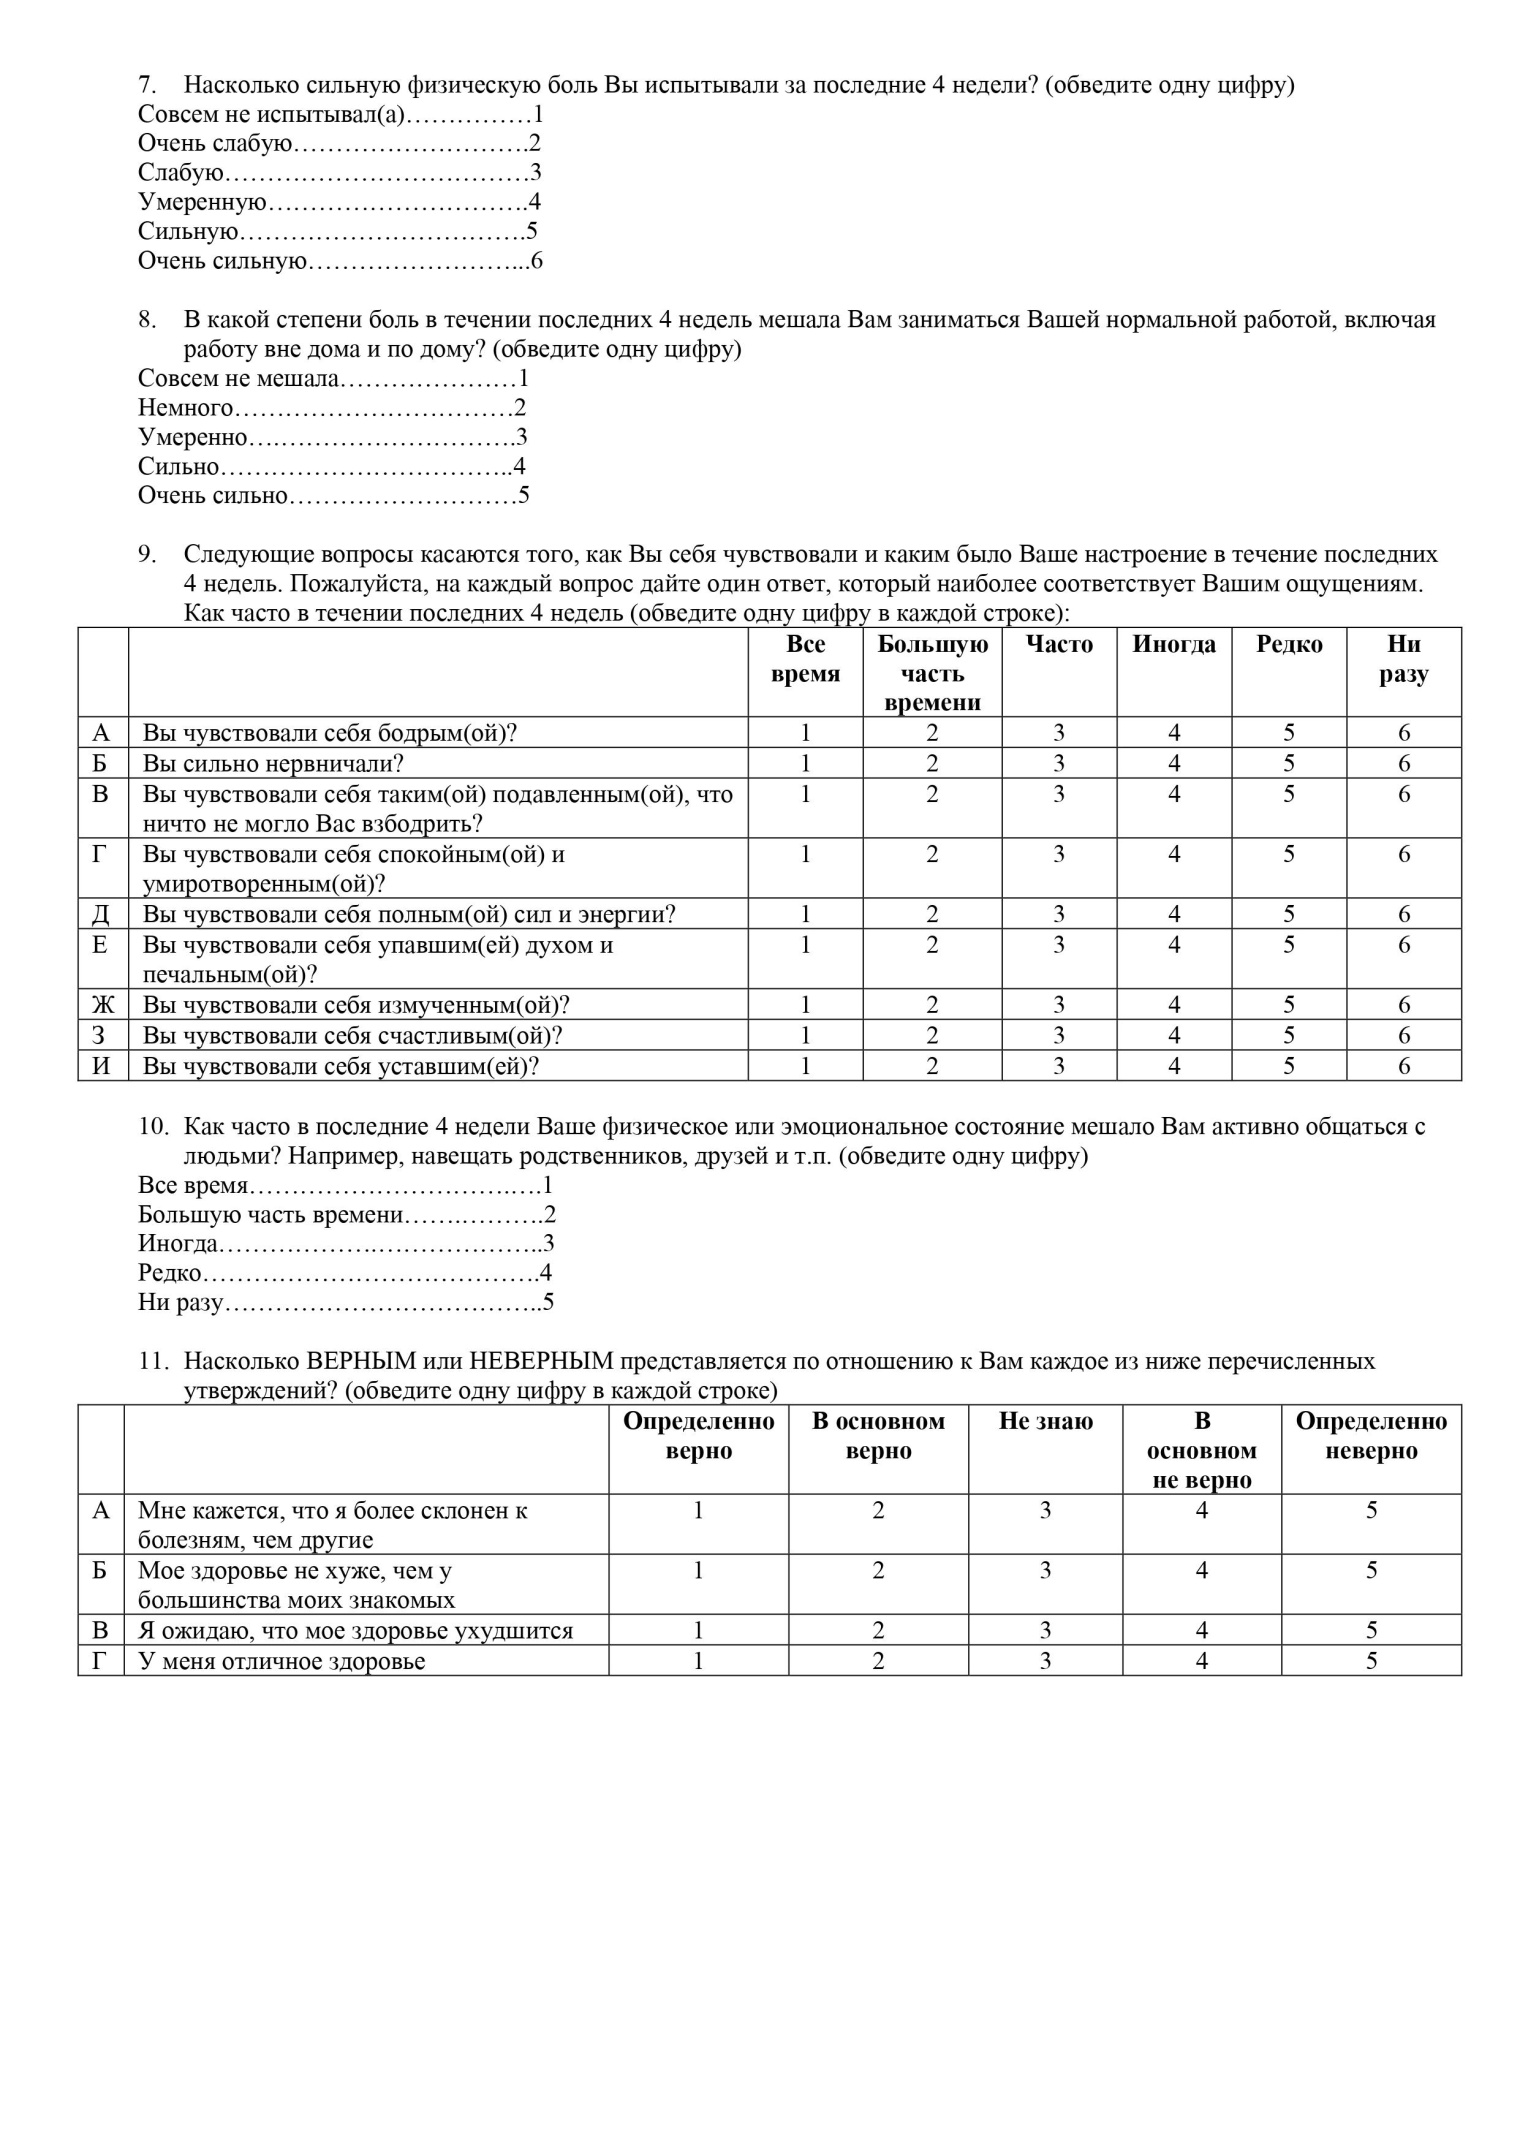 7. Насколько сильную физическую боль Вы испытывали за последние 4 недели? (обведите одну цифру)
Совсем не испытывал(а)……………1
Очень слабую……………………….2
Слабую………………………………3
Умеренную………………………….4
Сильную…………………………….5
Очень сильную……………………...6
8. В какой степени боль в течении последних 4 недель мешала Вам заниматься Вашей нормальной работой, включая
работу вне дома и по дому? (обведите одну цифру)
Совсем не мешала…………………1
Немного……………………………2
Умеренно………………………….3
Сильно……………………………..4
Очень сильно………………………5
9. Следующие вопросы касаются того, как Вы себя чувствовали и каким было Ваше настроение в течение последних
4 недель. Пожалуйста, на каждый вопрос дайте один ответ, который наиболее соответствует Вашим ощущениям.
Как часто в течении последних 4 недель (обведите одну цифру в каждой строке):
Все Большую Часто Иногда Редко Ни
время часть разу
времени
А Вы чувствовали себя бодрым(ой)? 1 2 3 4 5 6
Б Вы сильно нервничали? 1 2 3 4 5 6
В Вы чувствовали себя таким(ой) подавленным(ой), что 1 2 3 4 5 6
ничто не могло Вас взбодрить?
Г Вы чувствовали себя спокойным(ой) и 1 2 3 4 5 6
умиротворенным(ой)?
Д Вы чувствовали себя полным(ой) сил и энергии? 1 2 3 4 5 6
Е Вы чувствовали себя упавшим(ей) духом и 1 2 3 4 5 6
печальным(ой)?
Ж Вы чувствовали себя измученным(ой)? 1 2 3 4 5 6
З Вы чувствовали себя счастливым(ой)? 1 2 3 4 5 6
И Вы чувствовали себя уставшим(ей)? 1 2 3 4 5 6
10. Как часто в последние 4 недели Ваше физическое или эмоциональное состояние мешало Вам активно общаться с
людьми? Например, навещать родственников, друзей и т.п. (обведите одну цифру)
Все время………………………….….1
Большую часть времени…….……….2
Иногда……………….………………..3
Редко………………………………….4
Ни разу………………………………..5
11. Насколько ВЕРНЫМ или НЕВЕРНЫМ представляется по отношению к Вам каждое из ниже перечисленных
утверждений? (обведите одну цифру в каждой строке)
Определенно В основном Не знаю В Определенно
верно верно основном неверно
не верно
А Мне кажется, что я более склонен к 1 2 3 4 5
болезням, чем другие
Б Мое здоровье не хуже, чем у 1 2 3 4 5
большинства моих знакомых
В Я ожидаю, что мое здоровье ухудшится 1 2 3 4 5
Г У меня отличное здоровье 1 2 3 4 5